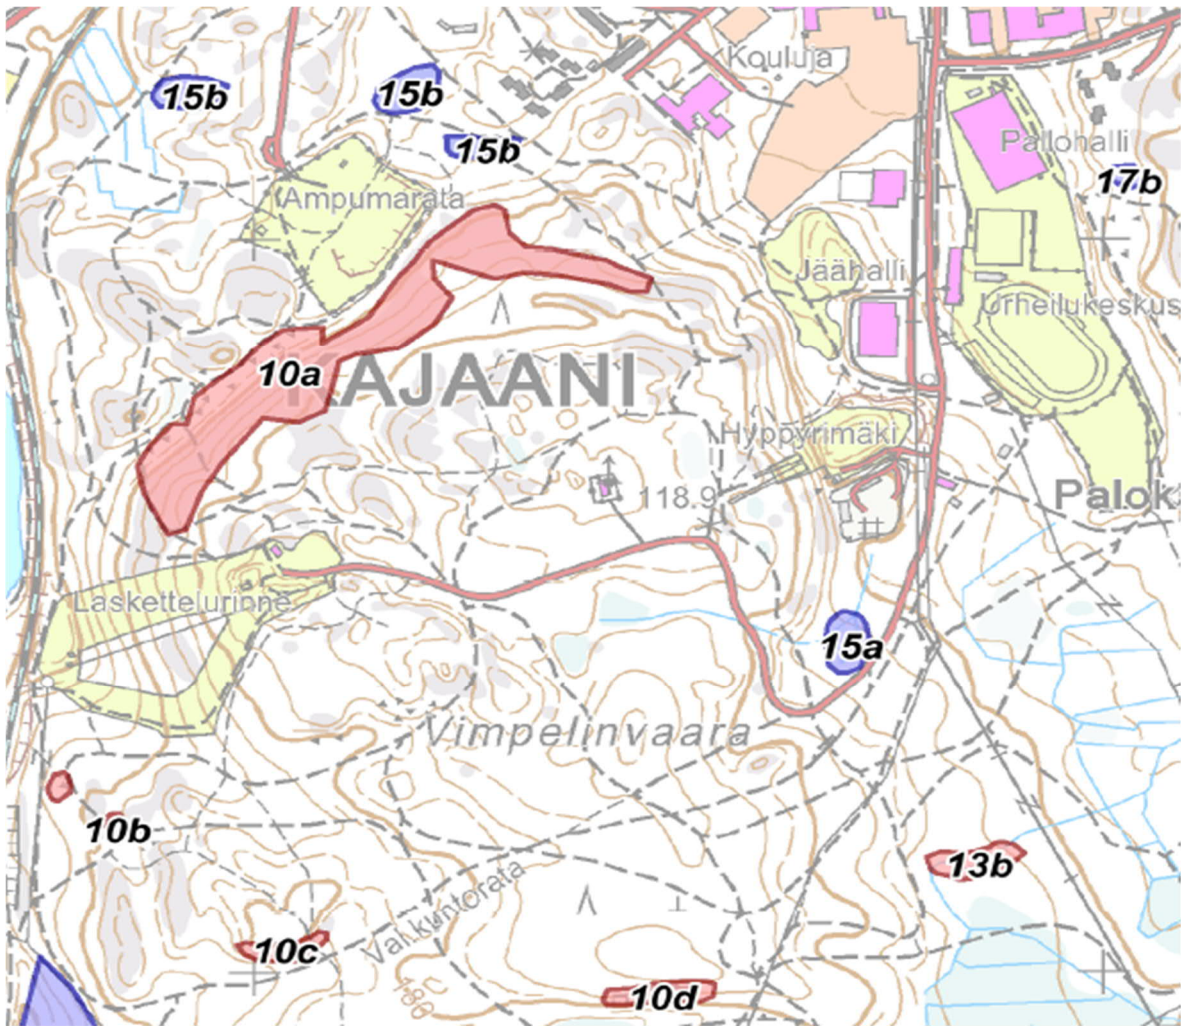 Kouluja
15b
15b
15b
Pallohalli
17b
Ampumarata
Jäähalli
Urheilukeskus
10a
KAJAANI
Hyppyrimäki
118.9
Palok
Laskettelurinne
15a
Vimpelinvaara
10b
13b
Val.kuntorata
10c
10d
180